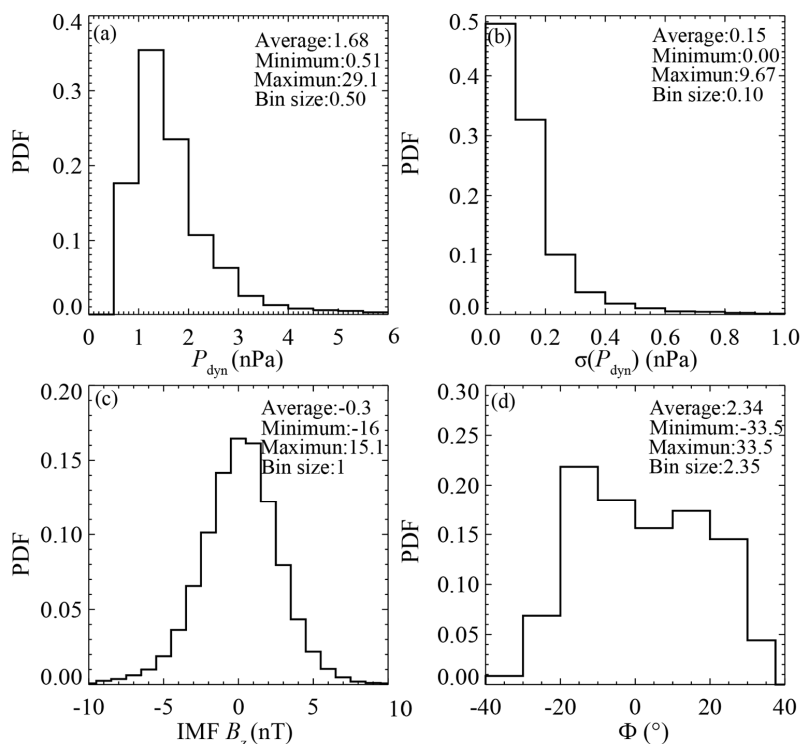 (a)
Average:1.68
Minimum:0.51
Maximun:29.1
Bin size:0.50
PDF
0.4
0.3
0.2
0.1
0.0
0 1 2 3 4 5 6
P_dyn (nPa)
(b)
Average:0.15
Minimum:0.00
Maximun:9.67
Bin size:0.10
PDF
0.5
0.4
0.3
0.2
0.1
0.0
0.0 0.2 0.4 0.6 0.8 1.0
σ(P_dyn) (nPa)
(c)
Average:-0.3
Minimum:-16
Maximun:15.1
Bin size:1
PDF
0.20
0.15
0.10
0.05
0.00
-10 -5 0 5 10
IMF B_z (nT)
(d)
Average:2.34
Minimum:-33.5
Maximun:33.5
Bin size:2.35
PDF
0.30
0.25
0.20
0.15
0.10
0.05
0.00
-40 -20 0 20 40
Φ (°)